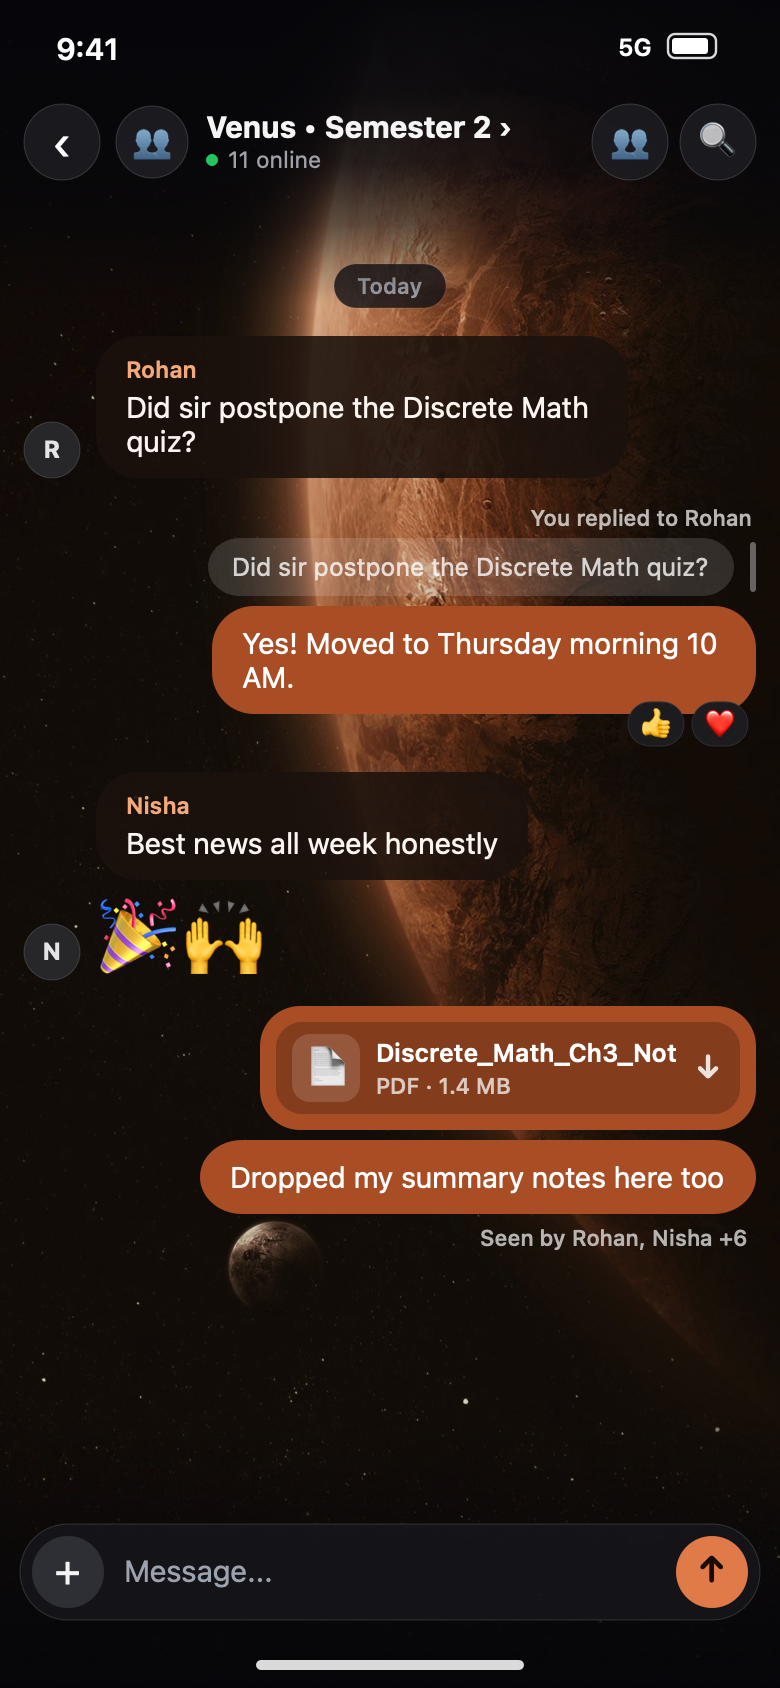 9:41
5G
Venus • Semester 2 ›
11 online
Today
Rohan
Did sir postpone the Discrete Math
quiz?
R
You replied to Rohan
Did sir postpone the Discrete Math quiz?
Yes! Moved to Thursday morning 10
AM.
Nisha
Best news all week honestly
N
Discrete_Math_Ch3_Not
PDF · 1.4 MB
Dropped my summary notes here too
Seen by Rohan, Nisha +6
Message...